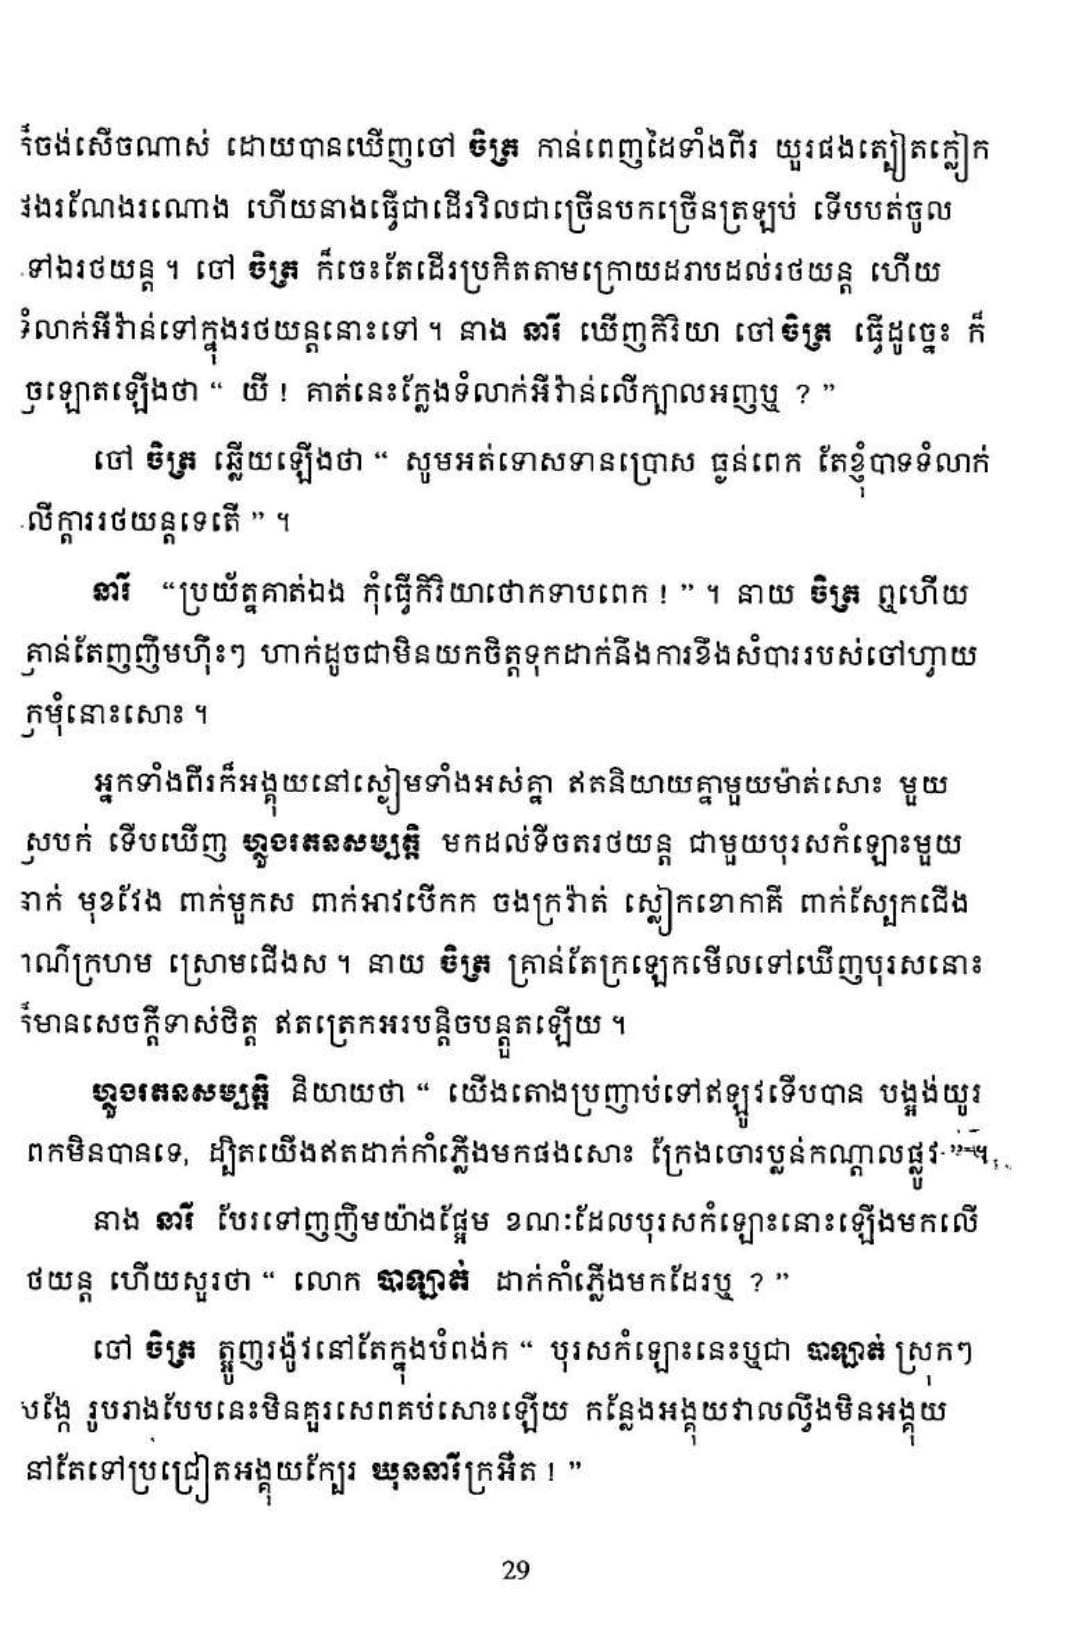 ក៏ចង់សើចណាស់ ដោយបានឃើញចៅ ចិត្រ កាន់ពេញដៃទាំងពីរ យួរផងត្បៀតក្លៀក
ផងរណែងរណោង ហើយនាងធ្វើជាដើរវិលជាច្រើនបកច្រើនត្រឡប់ ទើបបត់ចូល
ទៅឯរថយន្ត ។ ចៅ ចិត្រ ក៏ចេះតែដើរប្រកិតតាមក្រោយដរាបដល់រថយន្ត ហើយ
ទំលាក់អីវ៉ាន់ទៅក្នុងរថយន្តនោះទៅ ។ នាង នារី ឃើញកិរិយា ចៅ ចិត្រ ធ្វើដូច្នេះ ក៏
ច្រឡោតឡើងថា “ យី ! គាត់នេះក្លែងទំលាក់អីវ៉ាន់លើក្បាលអញឬ ? ”
ចៅ ចិត្រ ឆ្លើយឡើងថា “ សូមអត់ទោសទានប្រោស ធ្ងន់ពេក តែខ្ញុំបាទទំលាក់
លើក្ដាររថយន្តទេតើ ” ។
នារី “ប្រយ័ត្នគាត់ឯង កុំធ្វើកិរិយាថោកទាបពេក ! ” ។ នាយ ចិត្រ ឮហើយ
គ្រាន់តែញញឹមហ៊ឹះៗ ហាក់ដូចជាមិនយកចិត្តទុកដាក់នឹងការខឹងសំបាររបស់ចៅហ្វាយ
ក្រមុំនោះសោះ ។
អ្នកទាំងពីរក៏អង្គុយនៅស្ងៀមទាំងអស់គ្នា ឥតនិយាយគ្នាមួយម៉ាត់សោះ មួយ
ស្របក់ ទើបឃើញ ហ្លួងរតនសម្បត្តិ មកដល់ទីចតរថយន្ត ជាមួយបុរសកំឡោះមួយ
នាក់ មុខវែង ពាក់មួកស ពាក់អាវបើកក ចងក្រវ៉ាត់ ស្លៀកខោកាគី ពាក់ស្បែកជើង
ពណ៌ក្រហម ស្រោមជើងស ។ នាយ ចិត្រ គ្រាន់តែក្រឡេកមើលទៅឃើញបុរសនោះ
ក៏មានសេចក្ដីទាស់ចិត្ត ឥតត្រេកអរបន្តិចបន្តួតឡើយ ។
ហ្លួងរតនសម្បត្តិ និយាយថា “ យើងតោងប្រញាប់ទៅឥឡូវទើបបាន បង្អង់យូរ
ពេកមិនបានទេ, ដ្បិតយើងឥតដាក់កាំភ្លើងមកផងសោះ ក្រែងចោរប្លន់កណ្ដាលផ្លូវ ” ។
នាង នារី បែរទៅញញឹមយ៉ាងផ្អែម ខណៈដែលបុរសកំឡោះនោះឡើងមកលើ
រថយន្ត ហើយសួរថា “ លោក បាឡាត់ ដាក់កាំភ្លើងមកដែរឬ ? ”
ចៅ ចិត្រ ត្អូញរង៉ូវនៅតែក្នុងបំពង់ក “ បុរសកំឡោះនេះឬជា បាឡាត់ ស្រុកៗ
បង្កែ រូបរាងបែបនេះមិនគួរសេពគប់សោះឡើយ កន្លែងអង្គុយវាលល្វឹងមិនអង្គុយ
នៅតែទៅប្រជ្រៀតអង្គុយក្បែរ ឃុននារីក្រអឺត ! ”
29